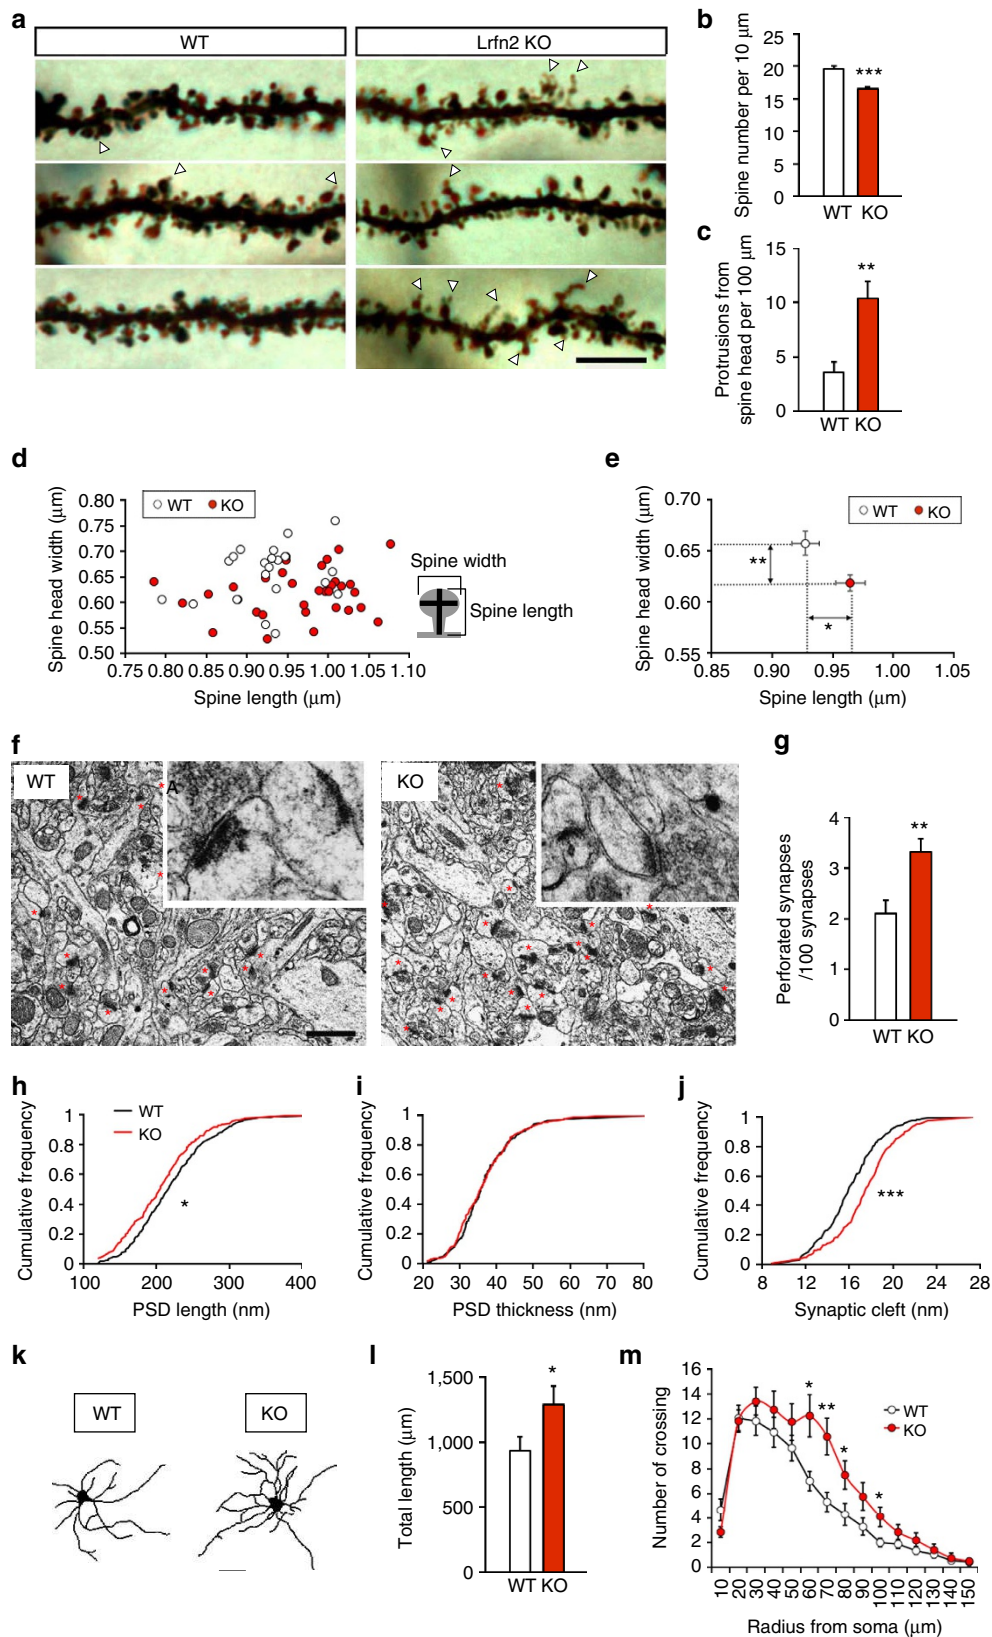 a
WT
Lrfn2 KO
b
Spine number per 10 μm
25
20
15
10
5
0
***
WT KO
c
Protrusions from
spine head per 100 μm
15
10
5
0
**
WT KO
d
Spine head width (μm)
0.80
0.75
0.70
0.65
0.60
0.55
0.50
WT KO
0.75 0.80 0.85 0.90 0.95 1.00 1.05 1.10
Spine length (μm)
Spine width
Spine length
e
Spine head width (μm)
0.70
0.65
0.60
0.55
WT KO
**
*
0.85 0.90 0.95 1.00 1.05
Spine length (μm)
f
WT
A
KO
g
Perforated synapses
/100 synapses
4
3
2
1
0
**
WT KO
h
Cumulative frequency
1
0.8
0.6
0.4
0.2
0
WT
KO
*
100 200 300 400
PSD length (nm)
i
Cumulative frequency
1
0.8
0.6
0.4
0.2
0
20 30 40 50 60 70 80
PSD thickness (nm)
j
Cumulative frequency
1
0.8
0.6
0.4
0.2
0
***
8 12 16 20 24 28
Synaptic cleft (nm)
k
WT
KO
l
Total length (μm)
1,500
1,000
500
0
*
WT KO
m
Number of crossing
16
14
12
10
8
6
4
2
0
* ** * *
WT
KO
10 20 30 40 50 60 70 80 90 100 110 120 130 140 150
Radius from soma (μm)